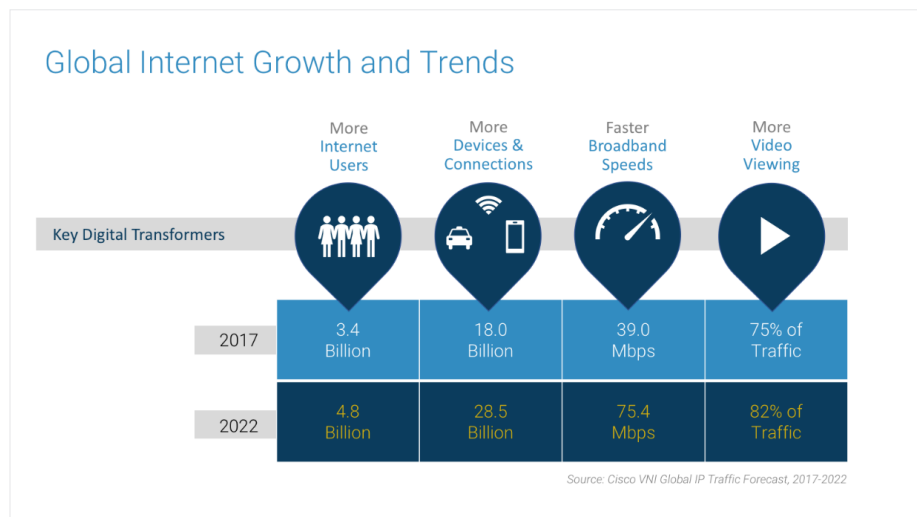 Global Internet Growth and Trends
More
Internet
Users
More
Devices &
Connections
Faster
Broadband
Speeds
More
Video
Viewing
Key Digital Transformers
2017
3.4
Billion
18.0
Billion
39.0
Mbps
75% of
Traffic
2022
4.8
Billion
28.5
Billion
75.4
Mbps
82% of
Traffic
Source: Cisco VNI Global IP Traffic Forecast, 2017-2022